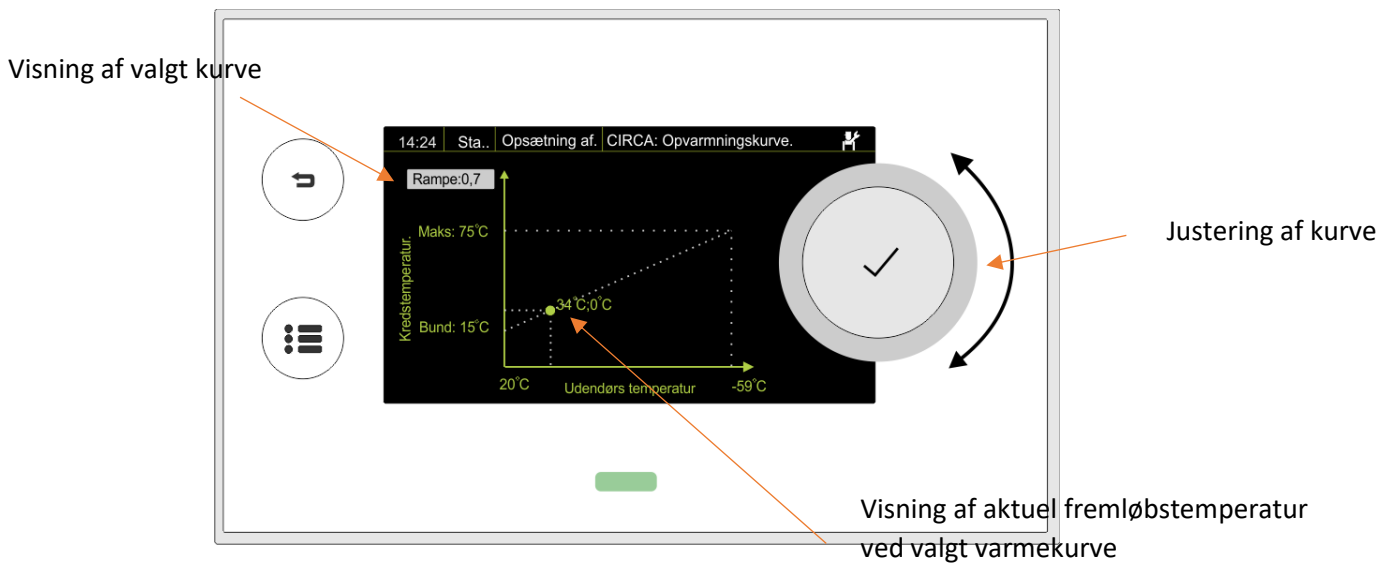 Visning af valgt kurve
14:24 Sta.. Opsætning af. CIRCA: Opvarmningskurve.
Rampe:0,7
Maks: 75°C
Kredstemperatur.
34°C;0°C
Bund: 15°C
20°C Udendørs temperatur -59°C
Justering af kurve
Visning af aktuel fremløbstemperatur
ved valgt varmekurve